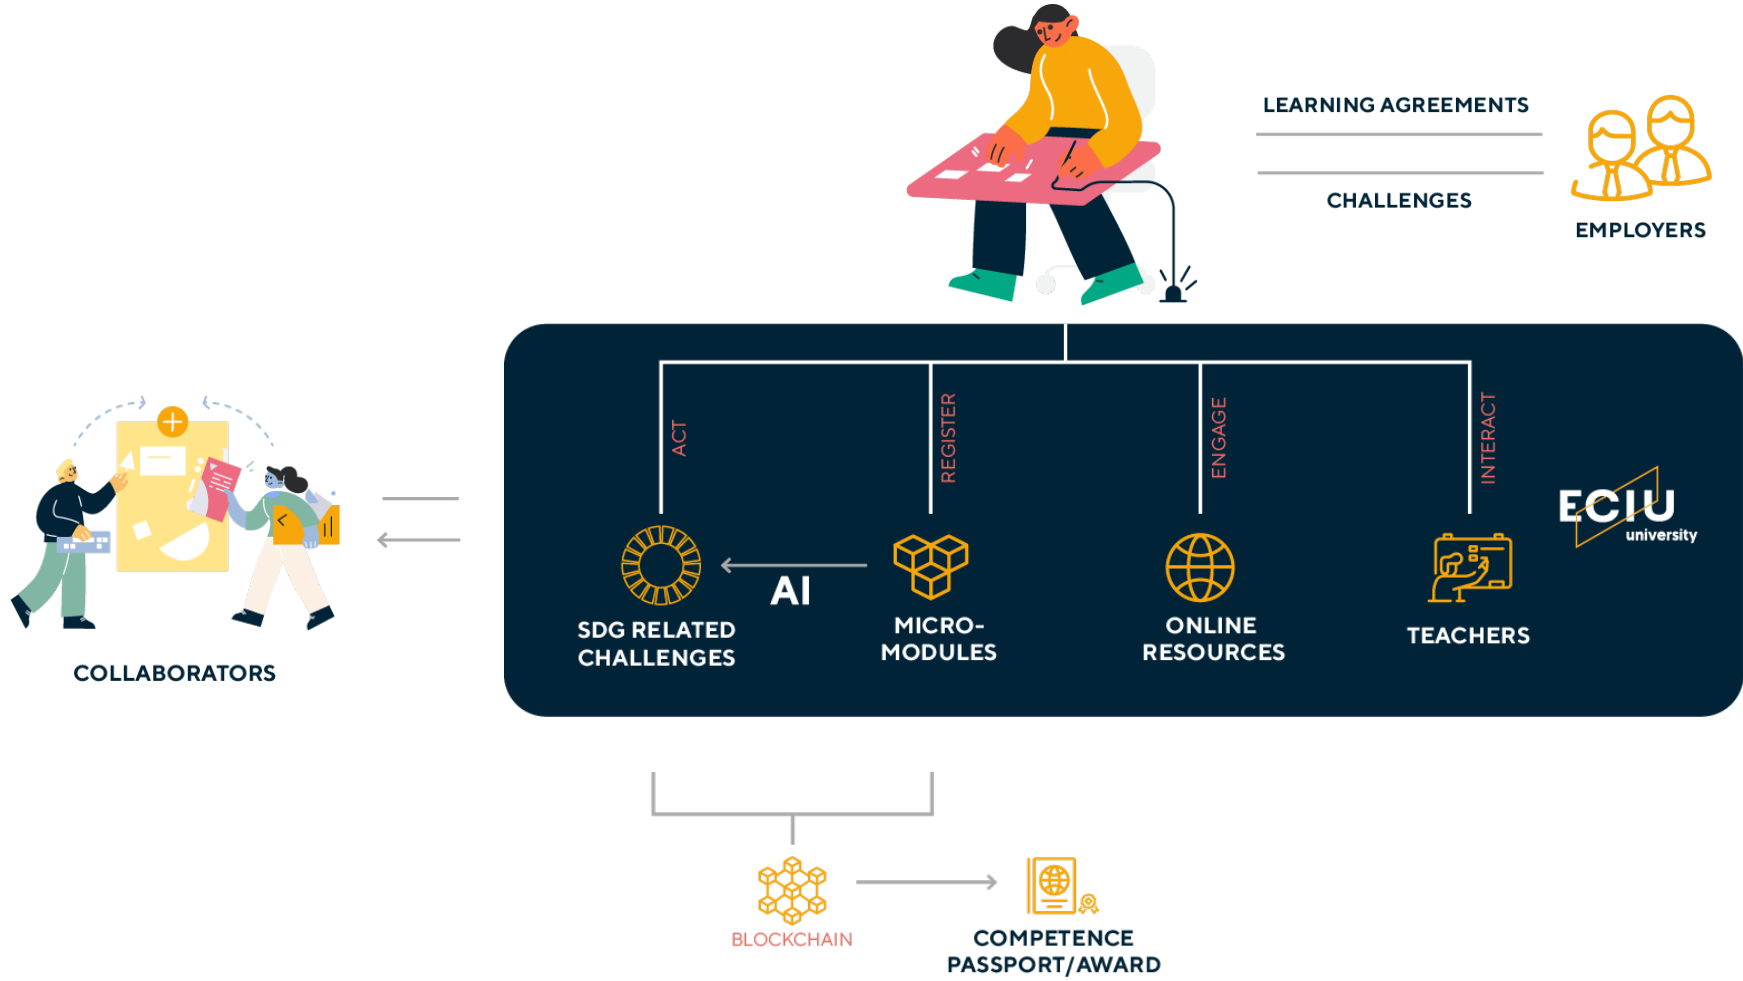 LEARNING AGREEMENTS
CHALLENGES
EMPLOYERS
ACT
REGISTER
ENGAGE
INTERACT
ECIU
university
AI
SDG RELATED
CHALLENGES
MICRO-
MODULES
ONLINE
RESOURCES
TEACHERS
COLLABORATORS
BLOCKCHAIN
COMPETENCE
PASSPORT/AWARD